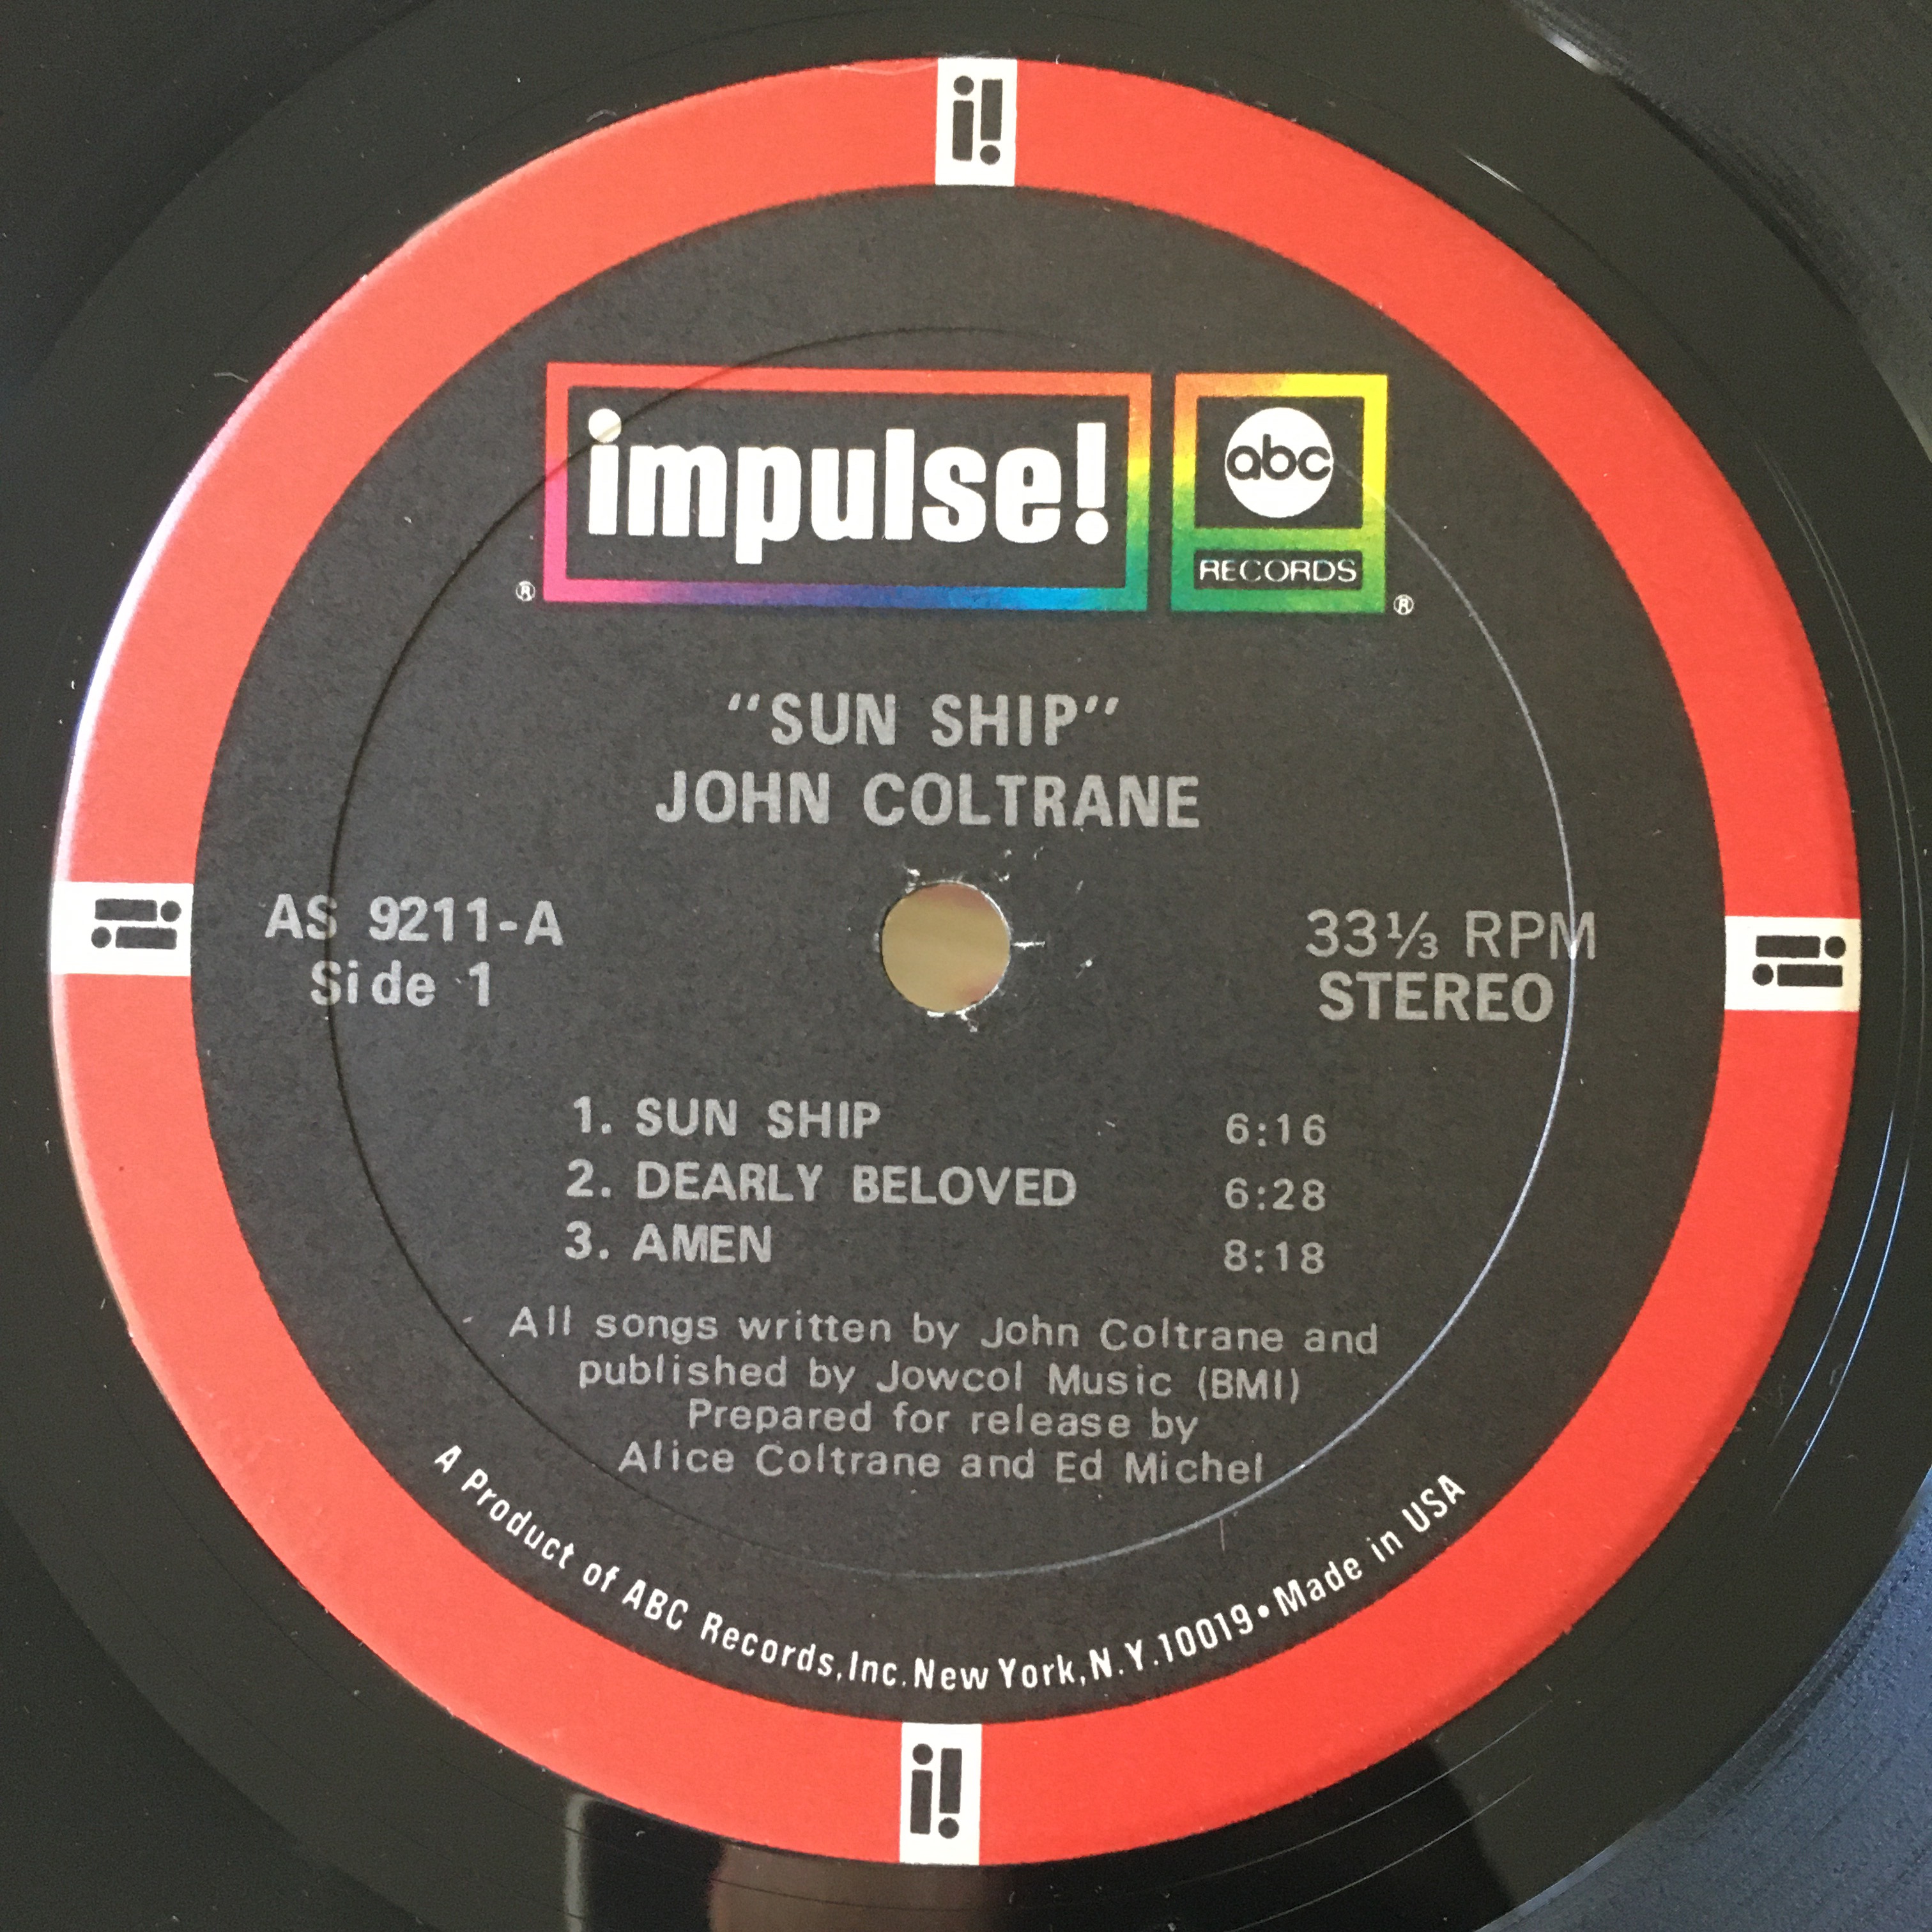 i!
impulse!
abc
RECORDS
® ®
"SUN SHIP"
JOHN COLTRANE
AS 9211-A
Side 1
33⅓ RPM
STEREO
1. SUN SHIP 6:16
2. DEARLY BELOVED 6:28
3. AMEN 8:18
All songs written by John Coltrane and
published by Jowcol Music (BMI)
Prepared for release by
Alice Coltrane and Ed Michel
A Product of ABC Records, Inc. New York, N.Y. 10019 • Made in USA
i!
i!
i!